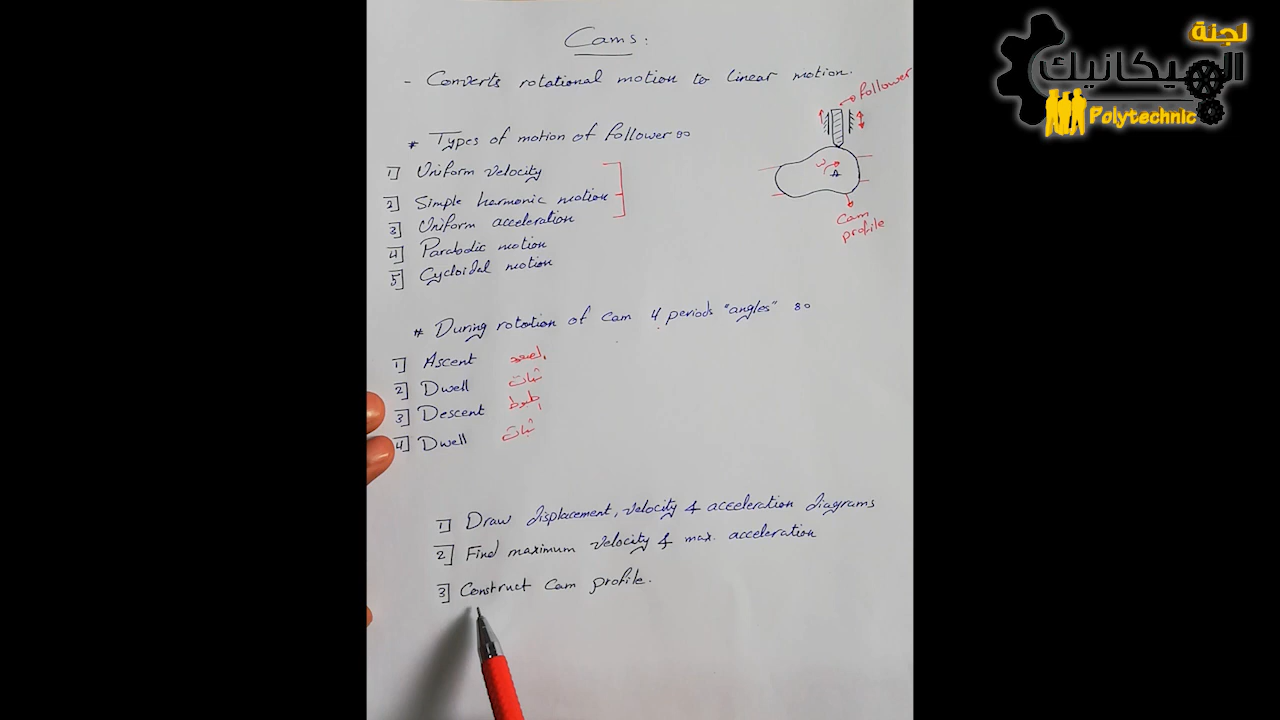 Cams:
- Converts rotational motion to linear motion.
follower
* Types of motion of follower :
1] Uniform velocity
2] Simple harmonic motion
3] Uniform acceleration
4] Parabolic motion
5] Cycloidal motion
ω
A
Cam
profile
# During rotation of cam 4 periods "angles" :
1] Ascent صعود
2] Dwell ثبات
3] Descent هبوط
4] Dwell ثبات
1] Draw displacement, velocity & acceleration diagrams
2] Find maximum velocity & max. acceleration
3] Construct cam profile.
لجنة
الميكانيك
Polytechnic